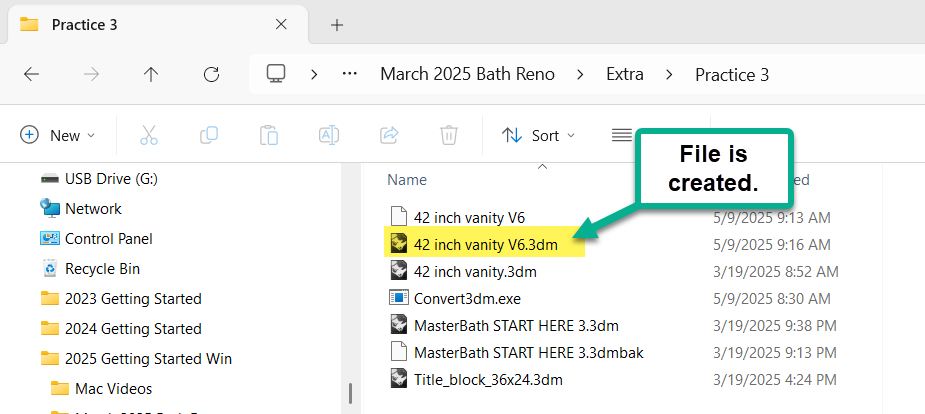 Practice 3
March 2025 Bath Reno
Extra
Practice 3
New
Sort
File is
created.
USB Drive (G:)
Network
Control Panel
Recycle Bin
2023 Getting Started
2024 Getting Started
2025 Getting Started Win
Mac Videos
Name
42 inch vanity V6 5/9/2025 9:13 AM
42 inch vanity V6.3dm 5/9/2025 9:16 AM
42 inch vanity.3dm 3/19/2025 8:52 AM
Convert3dm.exe 5/9/2025 8:30 AM
MasterBath START HERE 3.3dm 3/19/2025 9:38 PM
MasterBath START HERE 3.3dmbak 3/19/2025 9:13 PM
Title_block_36x24.3dm 3/19/2025 4:24 PM